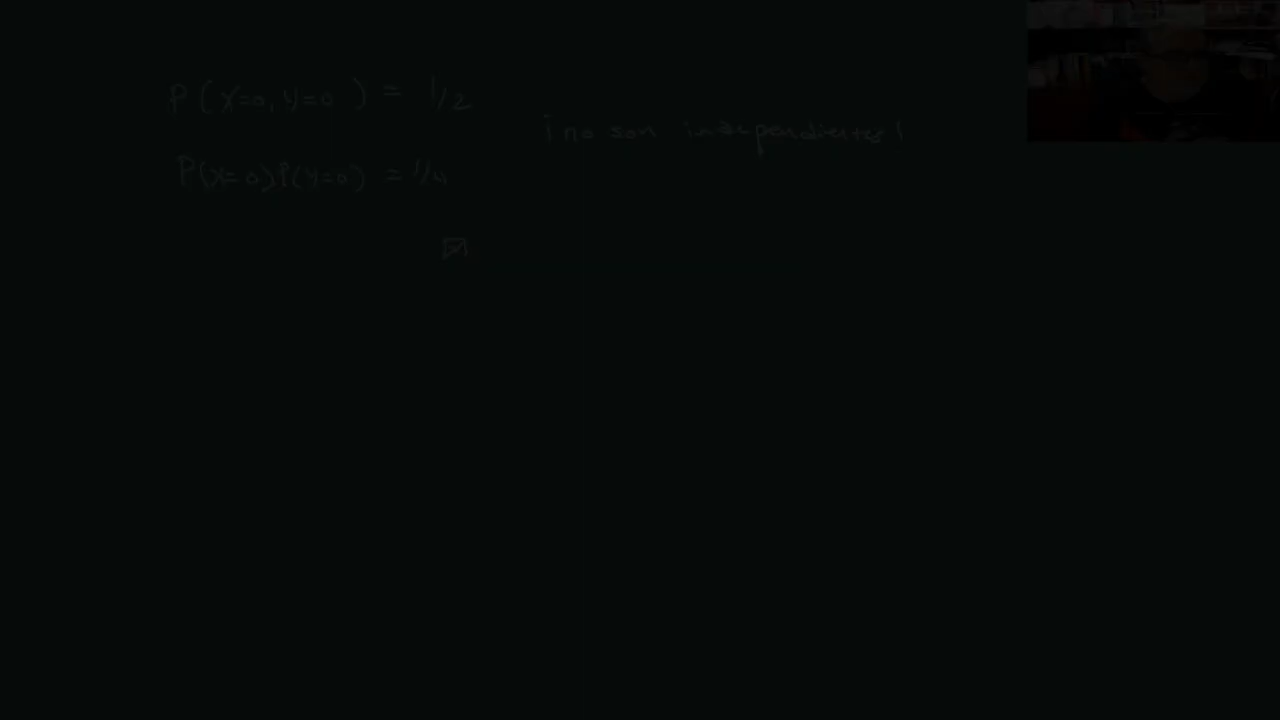 P(X=0, Y=0) = 1/2
¡no son independientes!
P(X=0)P(Y=0) = 1/4